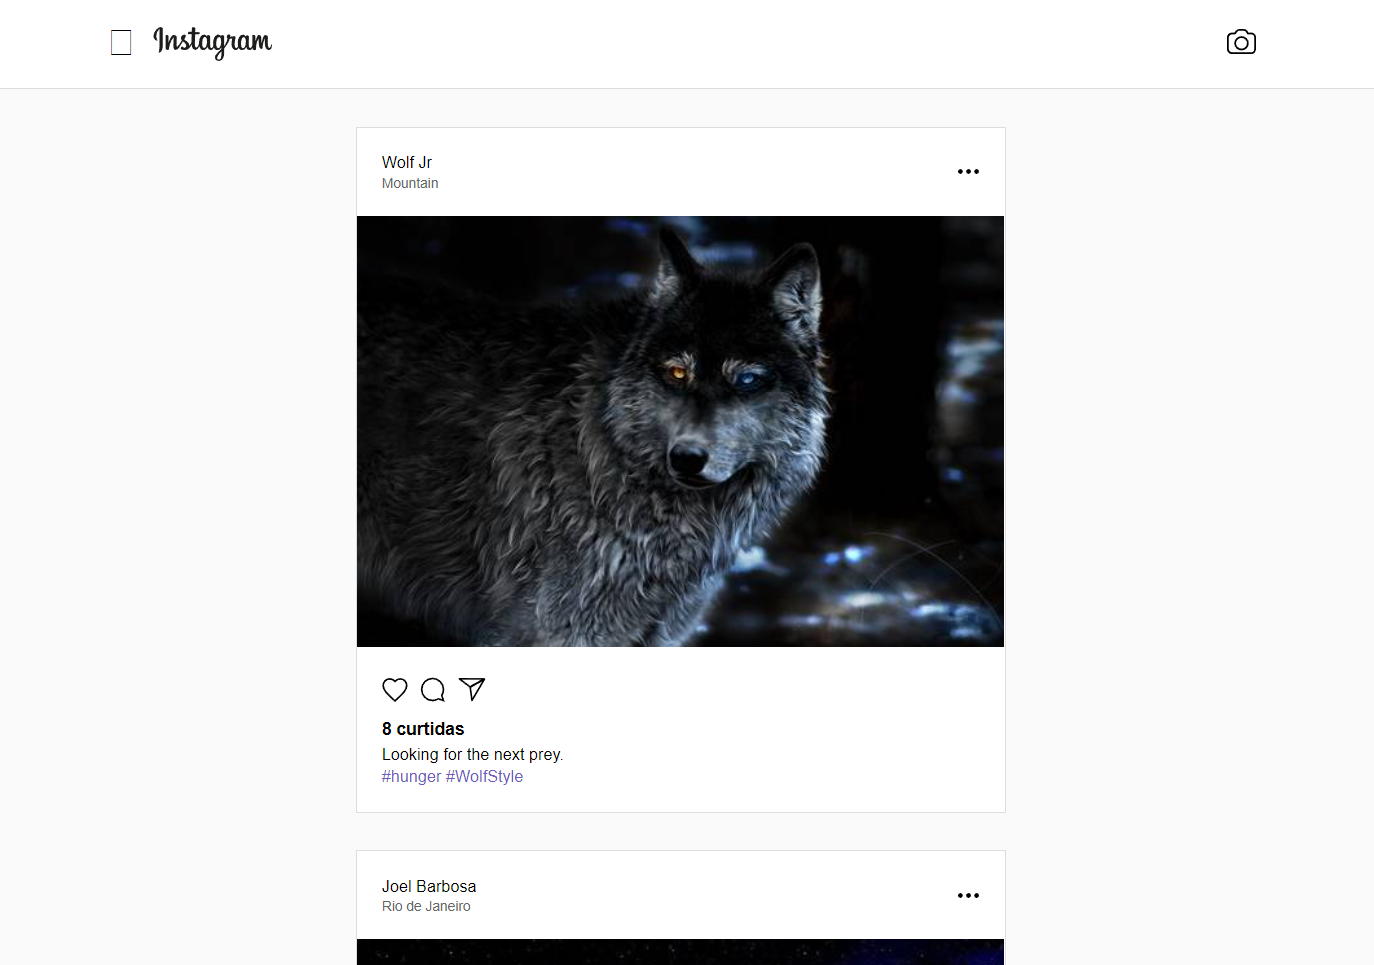 Instagram
Wolf Jr
Mountain
8 curtidas
Looking for the next prey.
#hunger #WolfStyle
Joel Barbosa
Rio de Janeiro